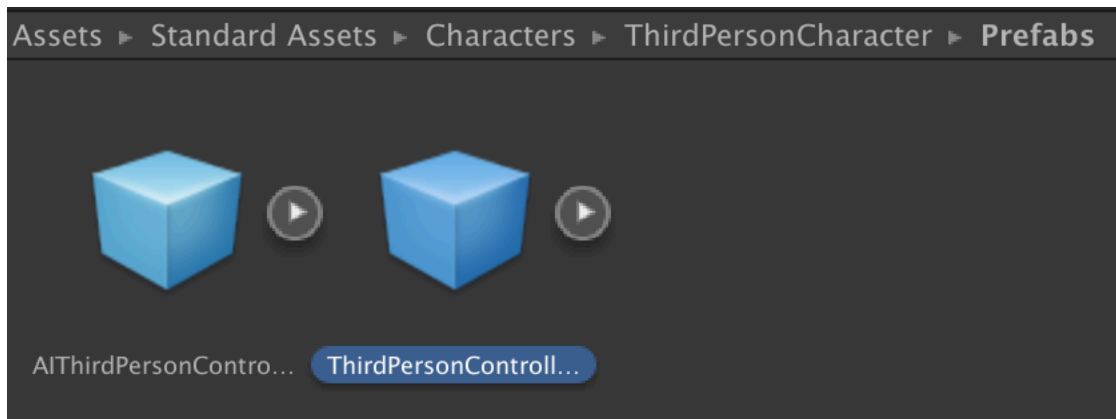 Assets ▸ Standard Assets ▸ Characters ▸ ThirdPersonCharacter ▸ Prefabs
AIThirdPersonContro... ThirdPersonControll...